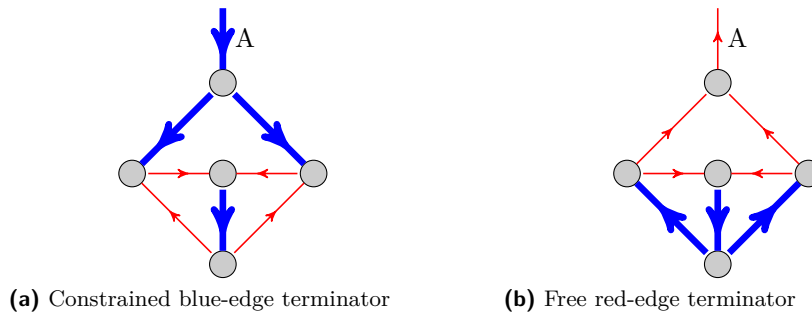 A
A
(a) Constrained blue-edge terminator
(b) Free red-edge terminator